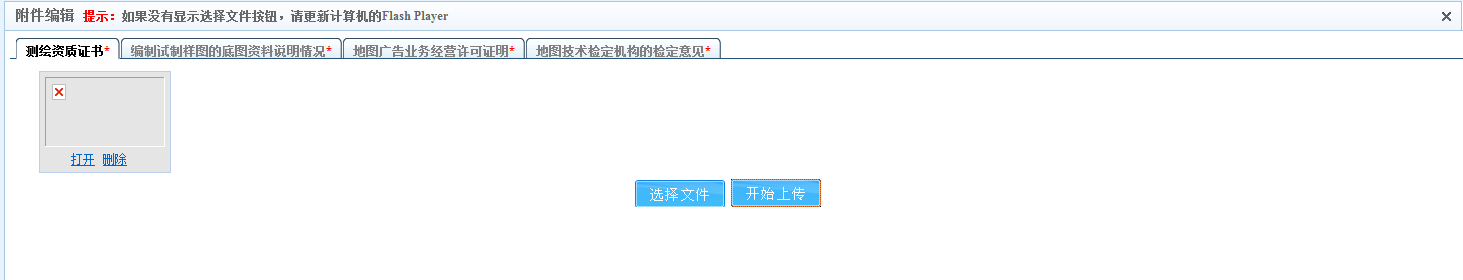 附件编辑 提示：如果没有显示选择文件按钮，请更新计算机的Flash Player
测绘资质证书* 编制试制样图的底图资料说明情况* 地图广告业务经营许可证明* 地图技术检定机构的检定意见*
打开 删除
选择文件 开始上传